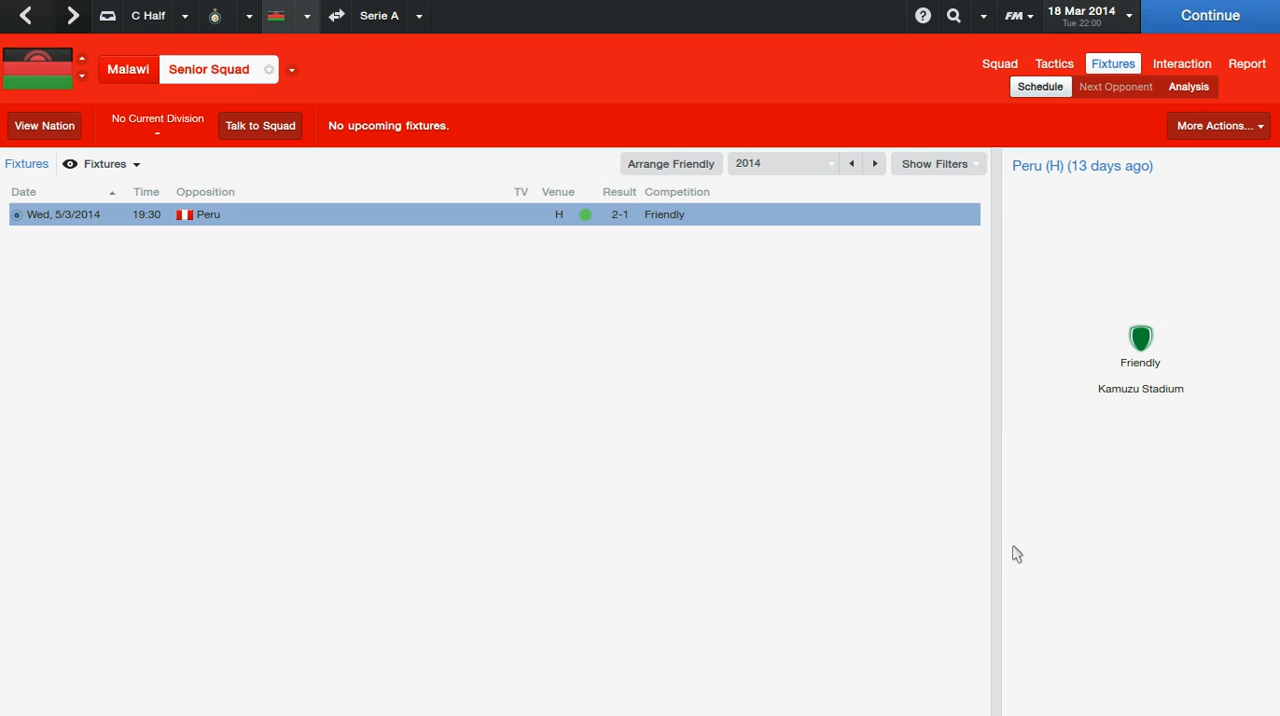 C Half Serie A FM 18 Mar 2014 Continue
Tue 22:00
Malawi Senior Squad Squad Tactics Fixtures Interaction Report
Schedule Next Opponent Analysis
View Nation No Current Division Talk to Squad No upcoming fixtures. More Actions...
-
Fixtures Fixtures Arrange Friendly 2014 Show Filters Peru (H) (13 days ago)
Date Time Opposition TV Venue Result Competition
Wed, 5/3/2014 19:30 Peru H 2-1 Friendly
Friendly
Kamuzu Stadium